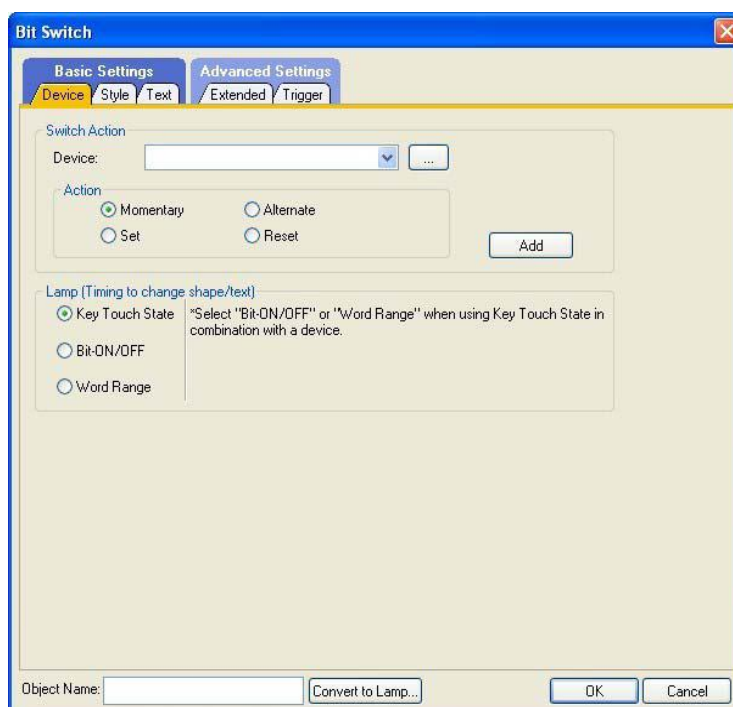 Bit Switch
Basic Settings
Advanced Settings
Device Style Text Extended Trigger
Switch Action
Device:
...
Action
Momentary Alternate
Set Reset
Add
Lamp (Timing to change shape/text)
Key Touch State
*Select "Bit-ON/OFF" or "Word Range" when using Key Touch State in
combination with a device.
Bit-ON/OFF
Word Range
Object Name: Convert to Lamp... OK Cancel